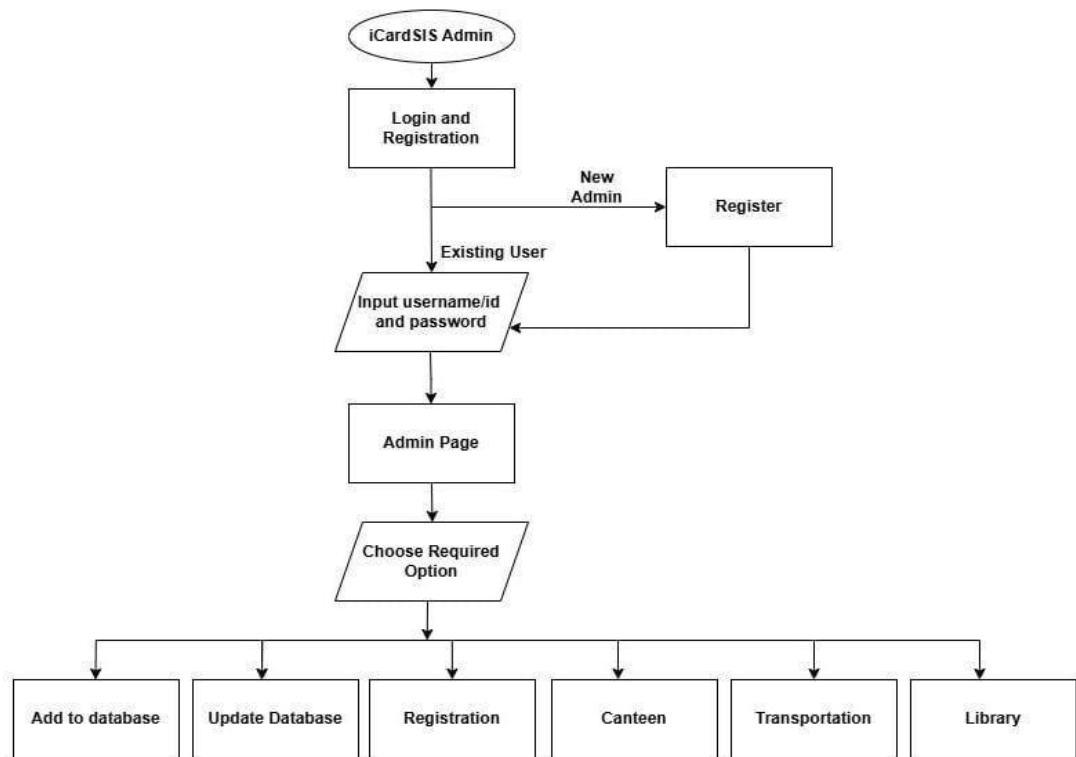 iCardSIS Admin
Login and
Registration
New
Admin
Register
Existing User
Input username/id
and password
Admin Page
Choose Required
Option
Add to database
Update Database
Registration
Canteen
Transportation
Library